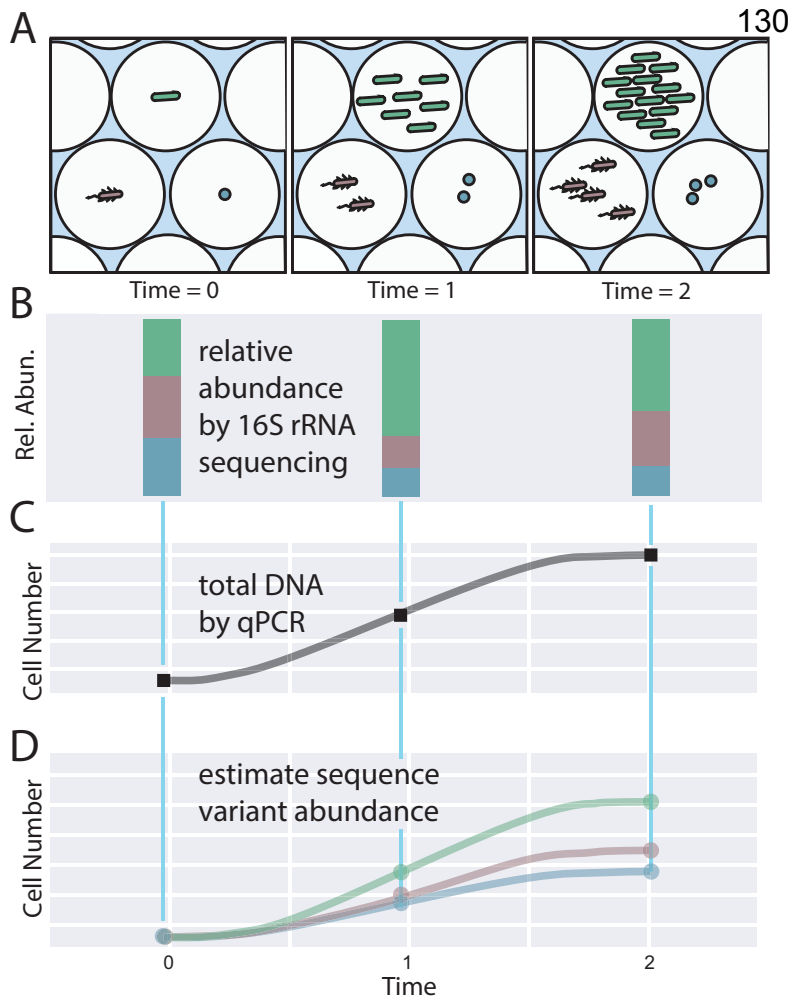 130
A
Time = 0
Time = 1
Time = 2
B
Rel. Abun.
relative
abundance
by 16S rRNA
sequencing
C
Cell Number
total DNA
by qPCR
D
Cell Number
estimate sequence
variant abundance
0
1
2
Time